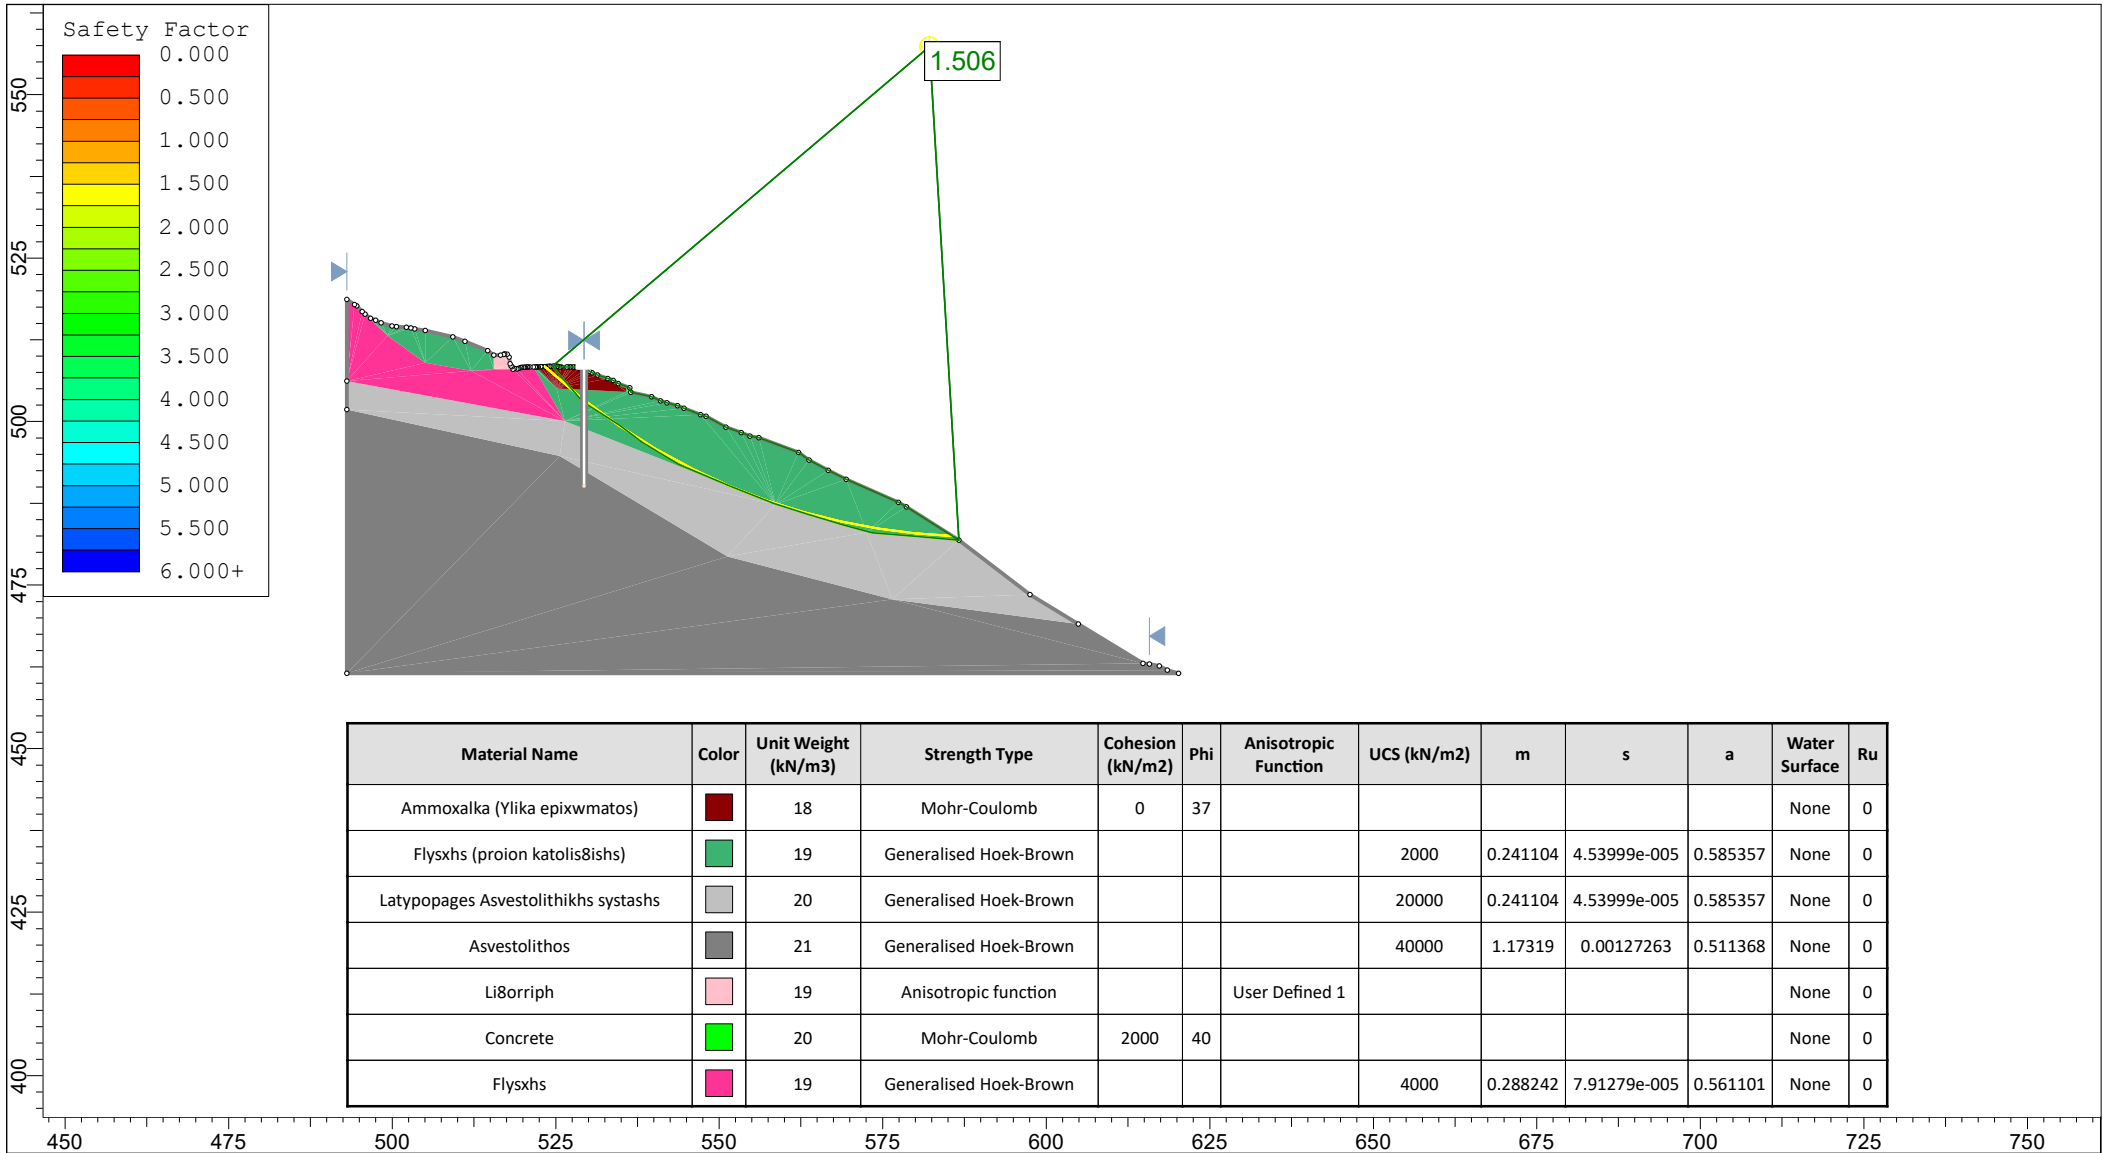 Safety Factor
0.000
0.500
1.000
1.500
2.000
2.500
3.000
3.500
4.000
4.500
5.000
5.500
6.000+
1.506
550
525
500
475
450
425
400
Material Name Color Unit Weight (kN/m3) Strength Type Cohesion (kN/m2) Phi Anisotropic Function UCS (kN/m2) m s a Water Surface Ru
Ammoxalka (Ylika epixwmatos) 18 Mohr-Coulomb 0 37 None 0
Flysxhs (proion katolis8ishs) 19 Generalised Hoek-Brown 2000 0.241104 4.53999e-005 0.585357 None 0
Latypopages Asvestolithikhs systashs 20 Generalised Hoek-Brown 20000 0.241104 4.53999e-005 0.585357 None 0
Asvestolithos 21 Generalised Hoek-Brown 40000 1.17319 0.00127263 0.511368 None 0
Li8orriph 19 Anisotropic function User Defined 1 None 0
Concrete 20 Mohr-Coulomb 2000 40 None 0
Flysxhs 19 Generalised Hoek-Brown 4000 0.288242 7.91279e-005 0.561101 None 0
450 475 500 525 550 575 600 625 650 675 700 725 750